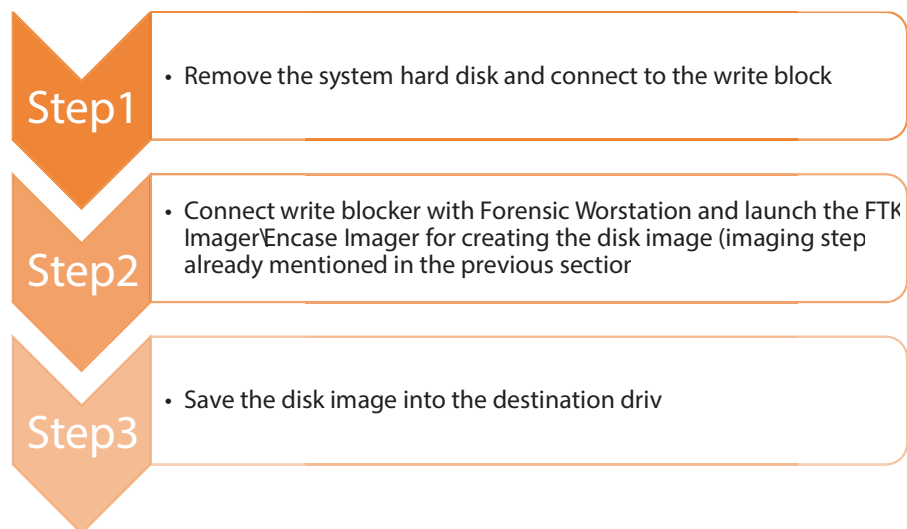 Step1
• Remove the system hard disk and connect to the write block
Step2
• Connect write blocker with Forensic Worstation and launch the FTK
Imager\Encase Imager for creating the disk image (imaging step
already mentioned in the previous sectior
Step3
• Save the disk image into the destination driv